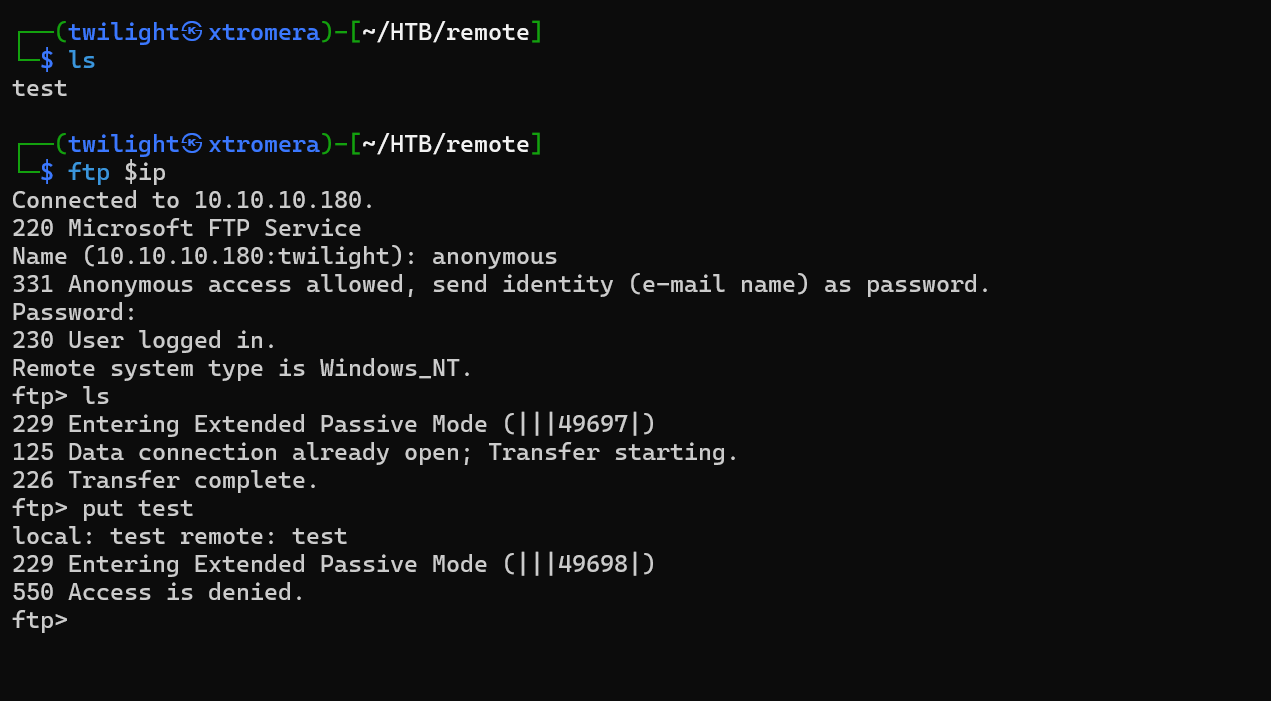 ┌──(twilight㉿xtromera)-[~/HTB/remote]
└─$ ls
test
┌──(twilight㉿xtromera)-[~/HTB/remote]
└─$ ftp $ip
Connected to 10.10.10.180.
220 Microsoft FTP Service
Name (10.10.10.180:twilight): anonymous
331 Anonymous access allowed, send identity (e-mail name) as password.
Password:
230 User logged in.
Remote system type is Windows_NT.
ftp> ls
229 Entering Extended Passive Mode (|||49697|)
125 Data connection already open; Transfer starting.
226 Transfer complete.
ftp> put test
local: test remote: test
229 Entering Extended Passive Mode (|||49698|)
550 Access is denied.
ftp>